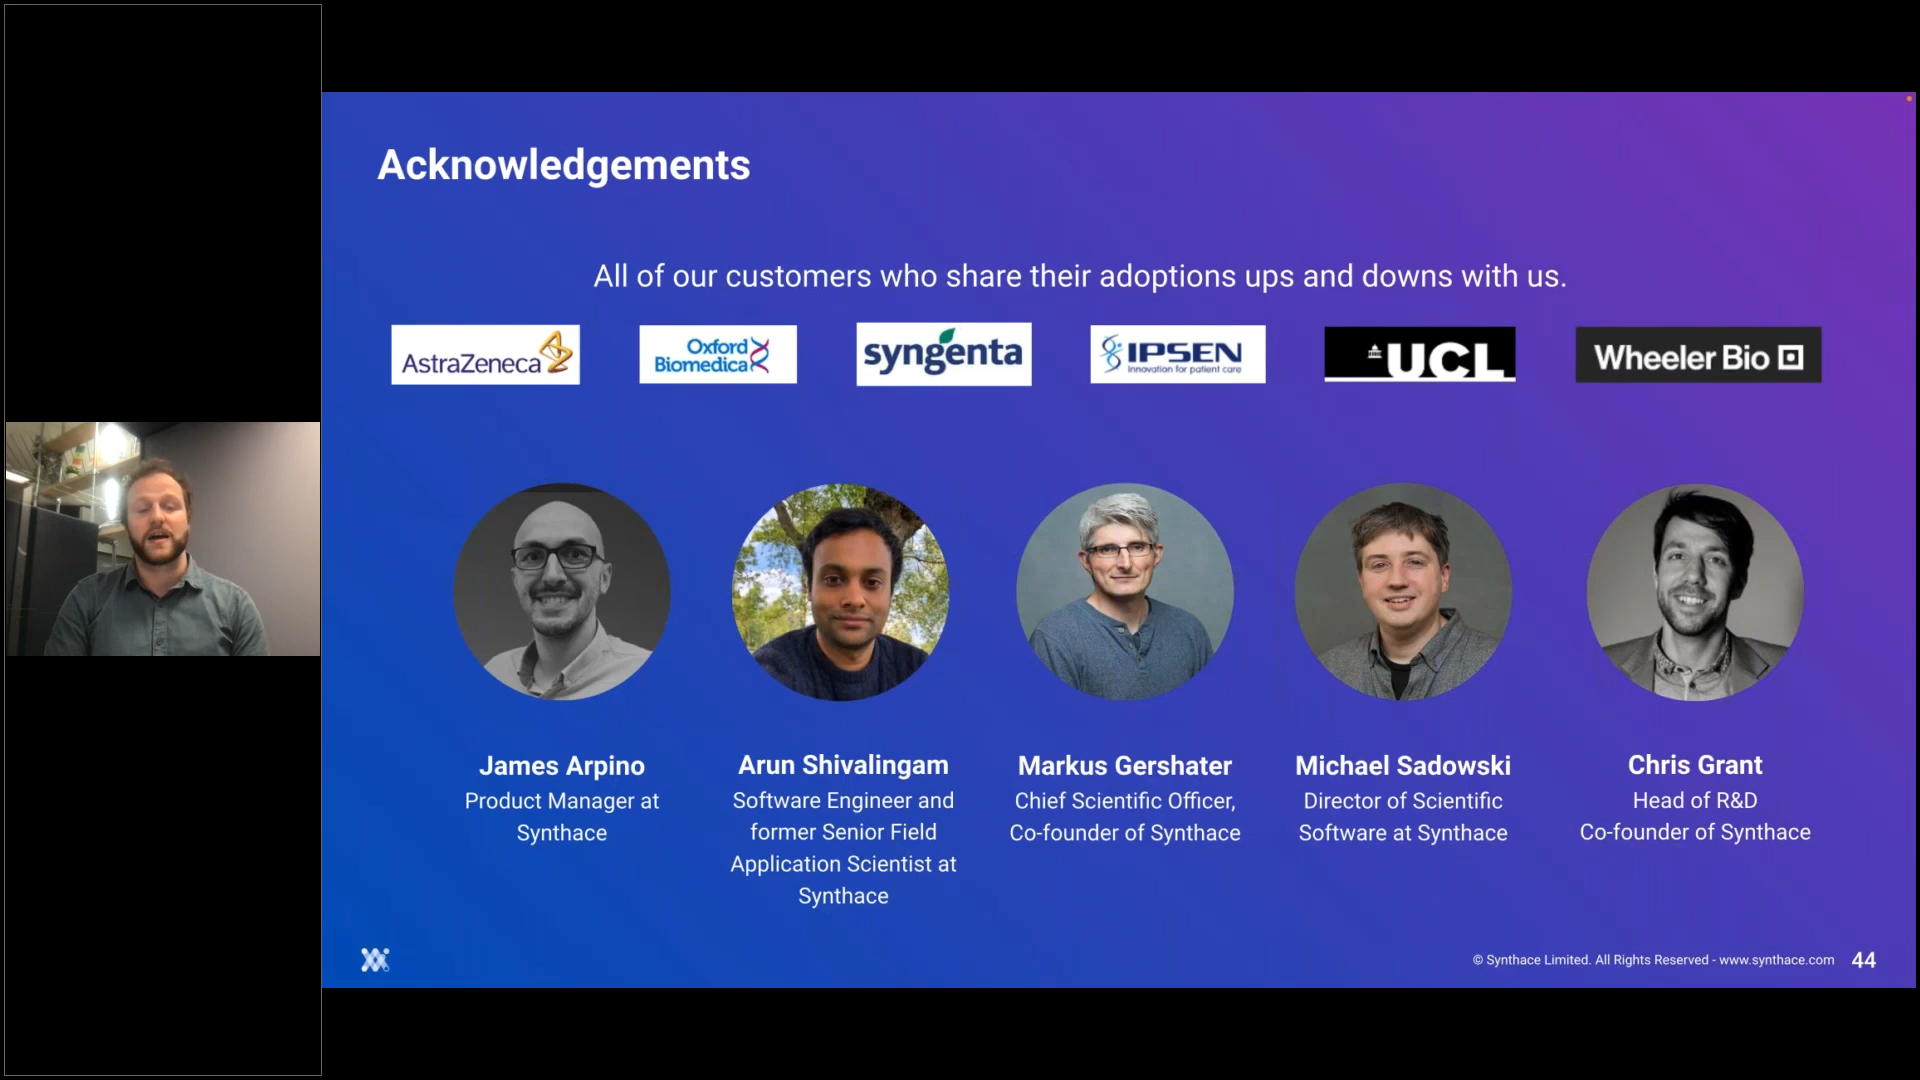 Acknowledgements
All of our customers who share their adoptions ups and downs with us.
AstraZeneca
Oxford
Biomedica
syngenta
IPSEN
Innovation for patient care
UCL
Wheeler Bio
James Arpino
Product Manager at
Synthace
Arun Shivalingam
Software Engineer and
former Senior Field
Application Scientist at
Synthace
Markus Gershater
Chief Scientific Officer,
Co-founder of Synthace
Michael Sadowski
Director of Scientific
Software at Synthace
Chris Grant
Head of R&D
Co-founder of Synthace
© Synthace Limited. All Rights Reserved - www.synthace.com 44